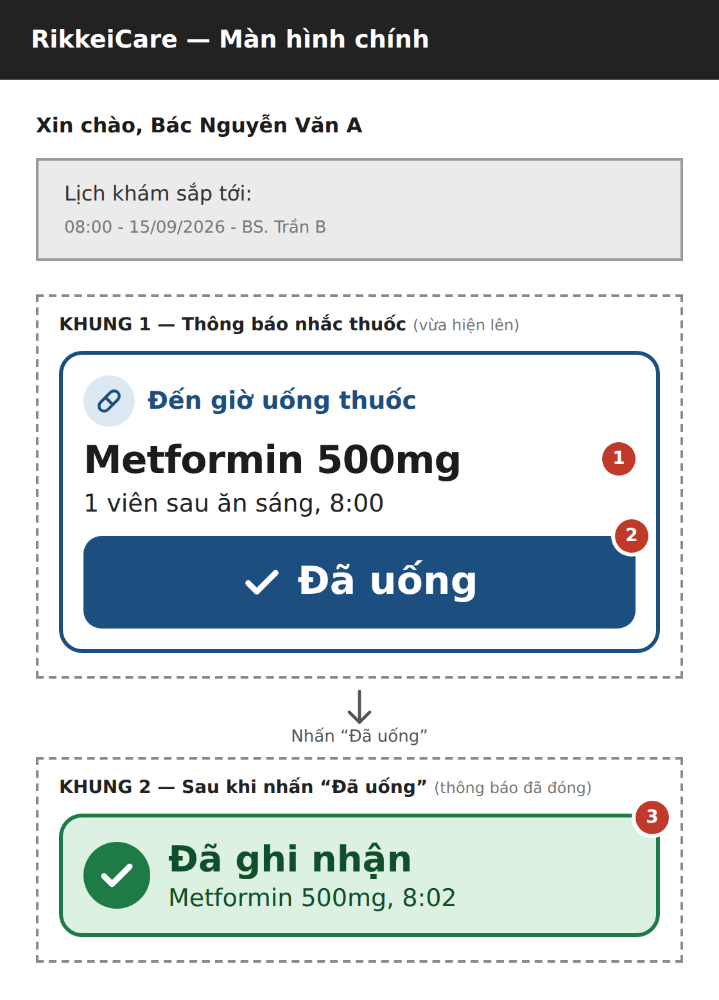 RikkeiCare — Màn hình chính
Xin chào, Bác Nguyễn Văn A
Lịch khám sắp tới:
08:00 - 15/09/2026 - BS. Trần B
KHUNG 1 — Thông báo nhắc thuốc (vừa hiện lên)
Đến giờ uống thuốc
Metformin 500mg
1
1 viên sau ăn sáng, 8:00
2
Đã uống
Nhấn “Đã uống”
KHUNG 2 — Sau khi nhấn “Đã uống” (thông báo đã đóng)
3
Đã ghi nhận
Metformin 500mg, 8:02